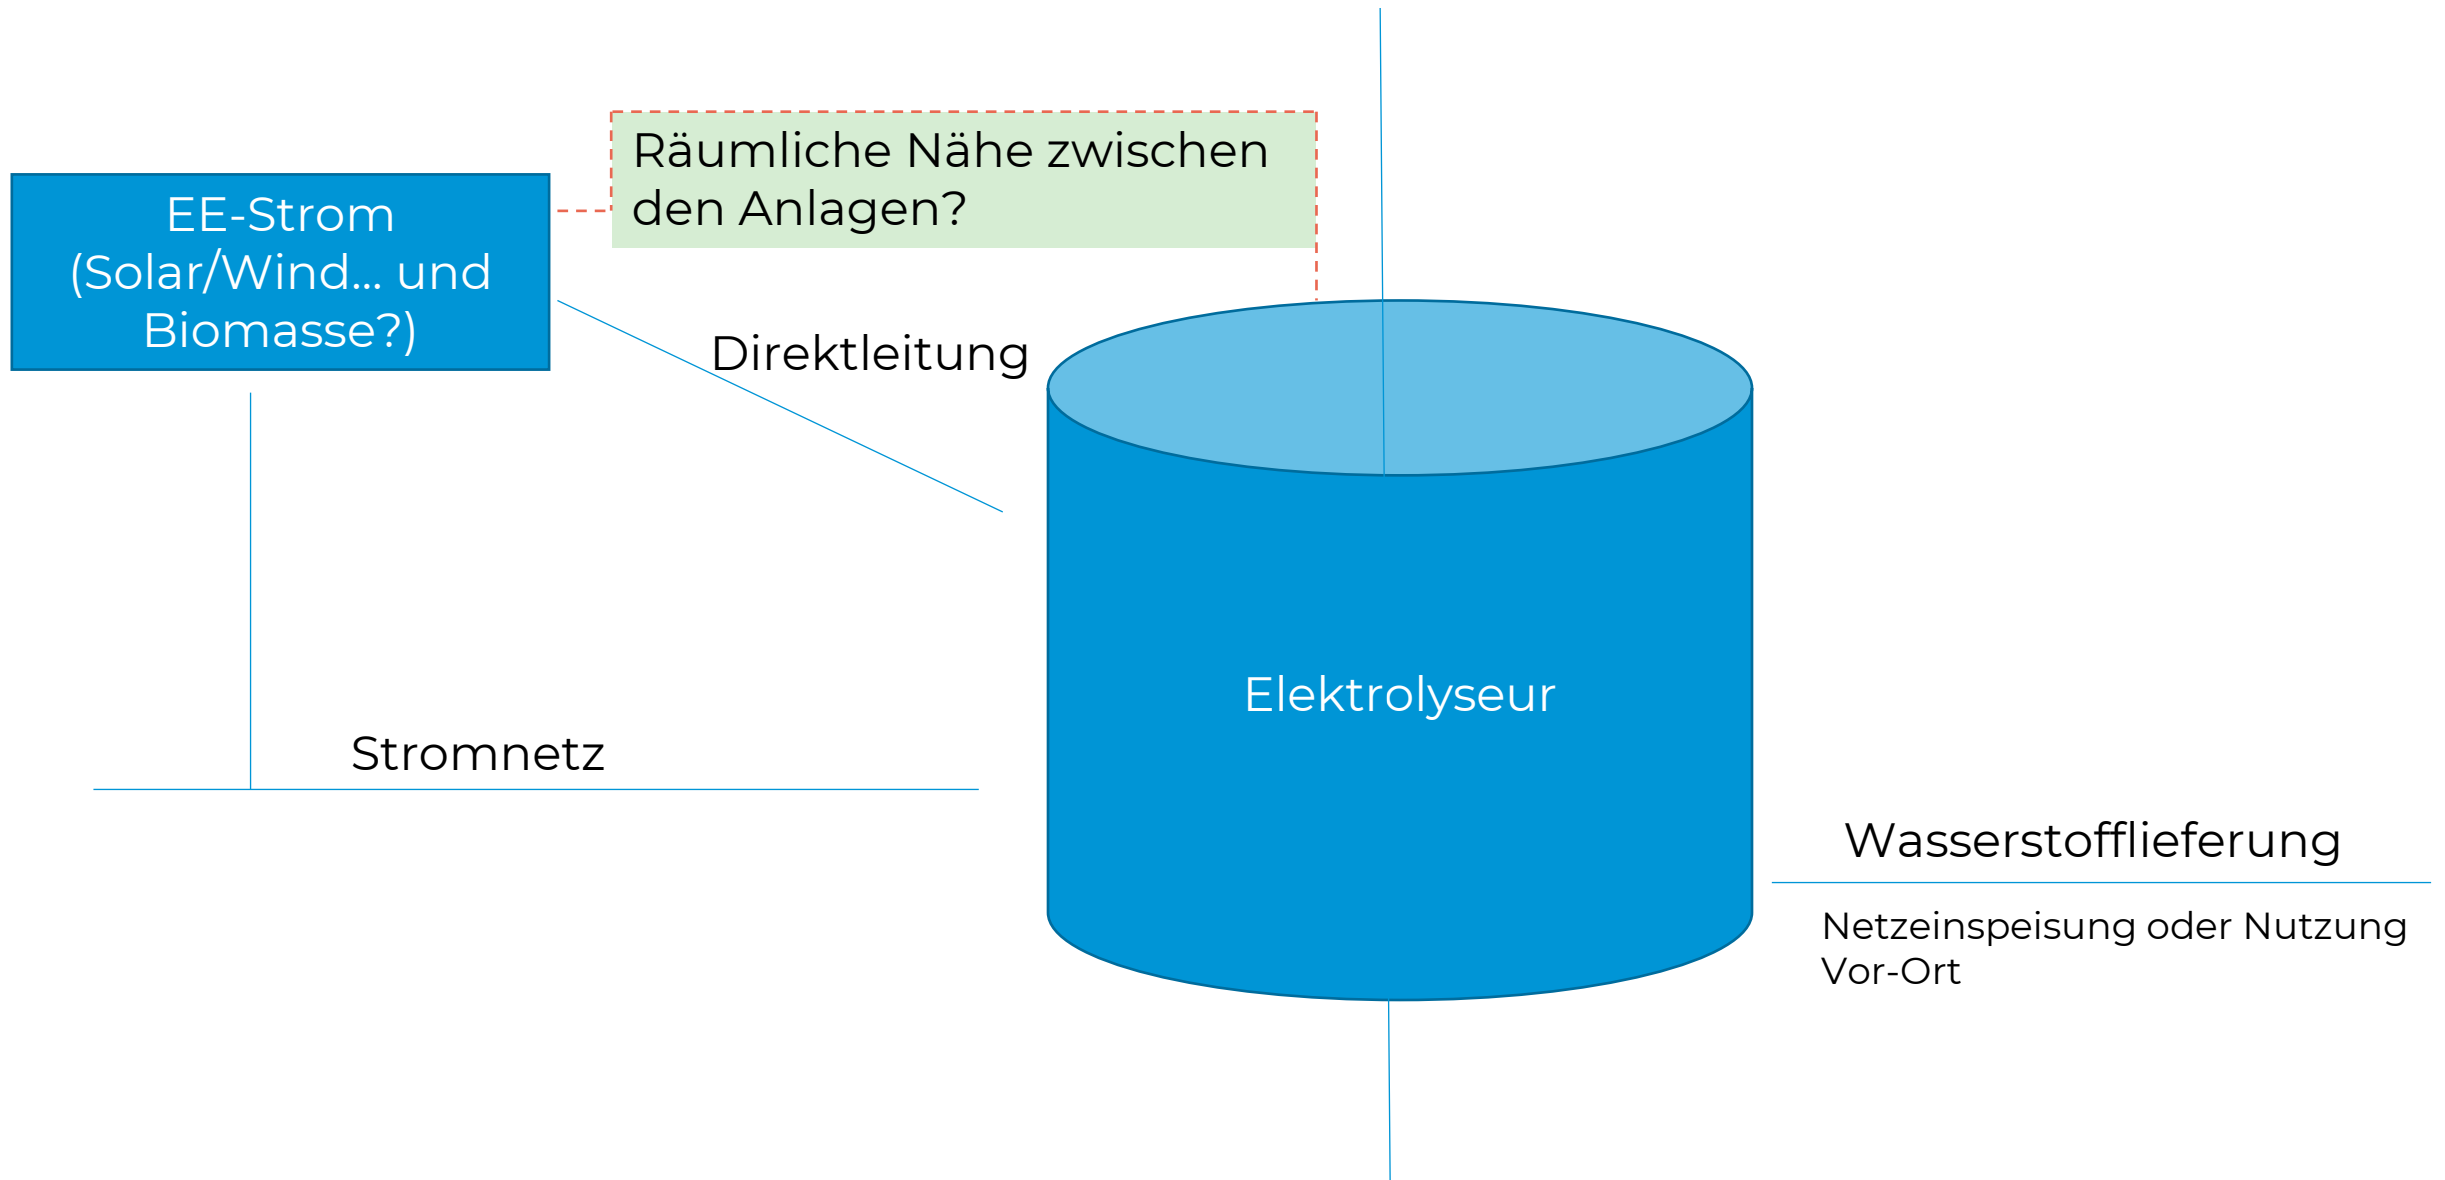 Räumliche Nähe zwischen
den Anlagen?
EE-Strom
(Solar/Wind... und
Biomasse?)
Direktleitung
Elektrolyseur
Stromnetz
Wasserstofflieferung
Netzeinspeisung oder Nutzung
Vor-Ort